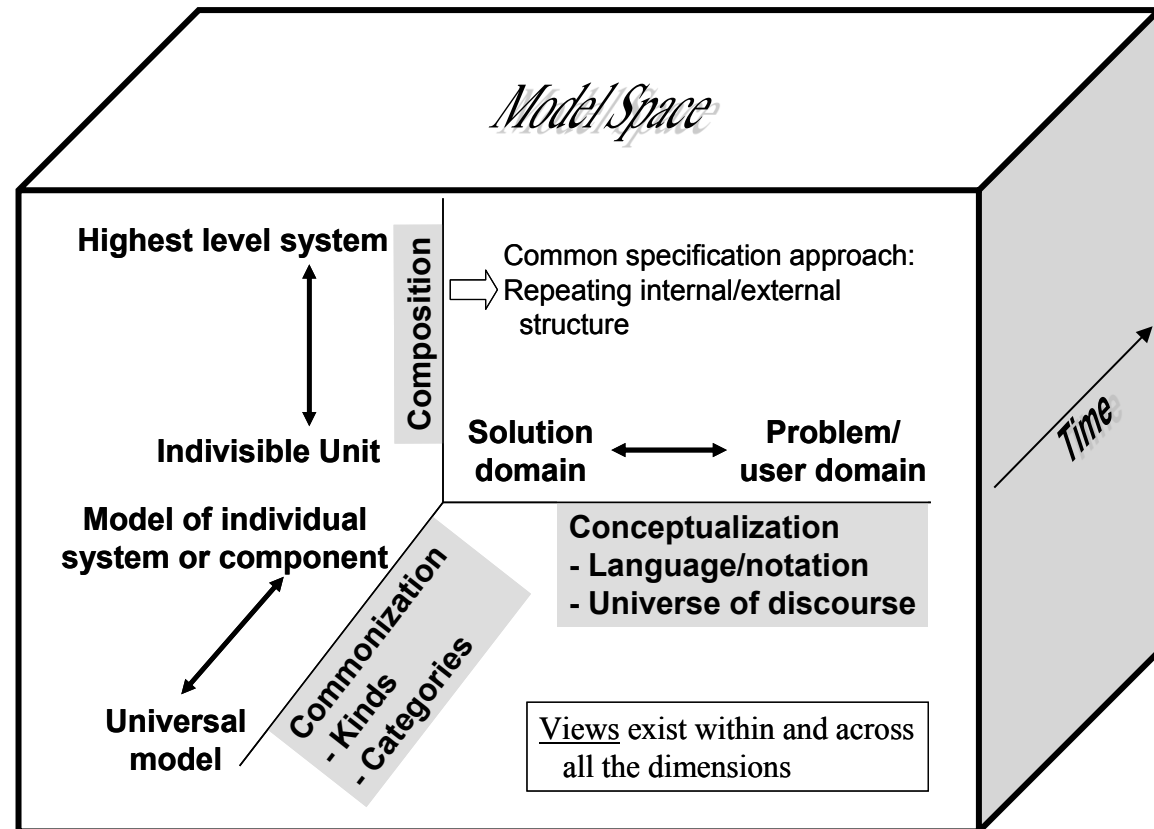 Model Space
Highest level system
Composition
Common specification approach:
Repeating internal/external
structure
Indivisible Unit
Solution
domain
Problem/
user domain
Time
Model of individual
system or component
Conceptualization
- Language/notation
- Universe of discourse
Commonization
- Kinds
- Categories
Universal
model
Views exist within and across
all the dimensions